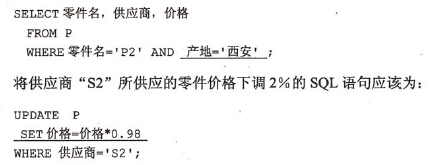 SELECT 零件名，供应商，价格
FROM P
WHERE 零件名='P2' AND 产地='西安' ;
将供应商“S2”所供应的零件价格下调2%的SQL语句应该为：
UPDATE P
SET 价格=价格*0.98
WHERE 供应商='S2';